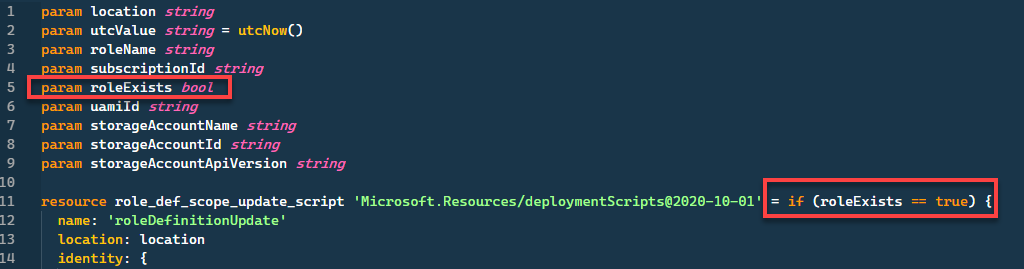 1 param location string
2 param utcValue string = utcNow()
3 param roleName string
4 param subscriptionId string
5 param roleExists bool
6 param uamiId string
7 param storageAccountName string
8 param storageAccountId string
9 param storageAccountApiVersion string
10
11 resource role_def_scope_update_script 'Microsoft.Resources/deploymentScripts@2020-10-01' = if (roleExists == true) {
12 name: 'roleDefinitionUpdate'
13 location: location
14 identity: {